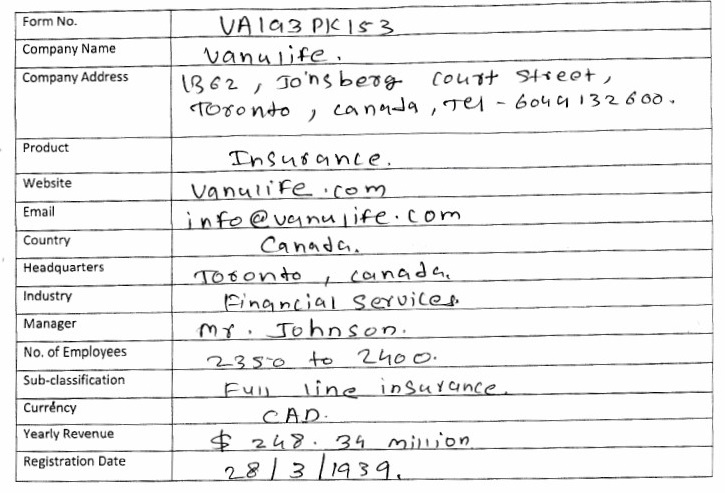 Form No. VA193PK153
Company Name Vanulife.
Company Address 1362, Jo'nsberg Court Street,
Toronto, Canada, Tel - 6049132600.
Product Insurance.
Website Vanulife.com
Email info@vanulife.com
Country Canada.
Headquarters Toronto, Canada.
Industry Financial Services.
Manager Mr. Johnson.
No. of Employees 2350 to 2400.
Sub-classification Full line insurance.
Currency CAD.
Yearly Revenue $ 248.34 million
Registration Date 28/3/1939.